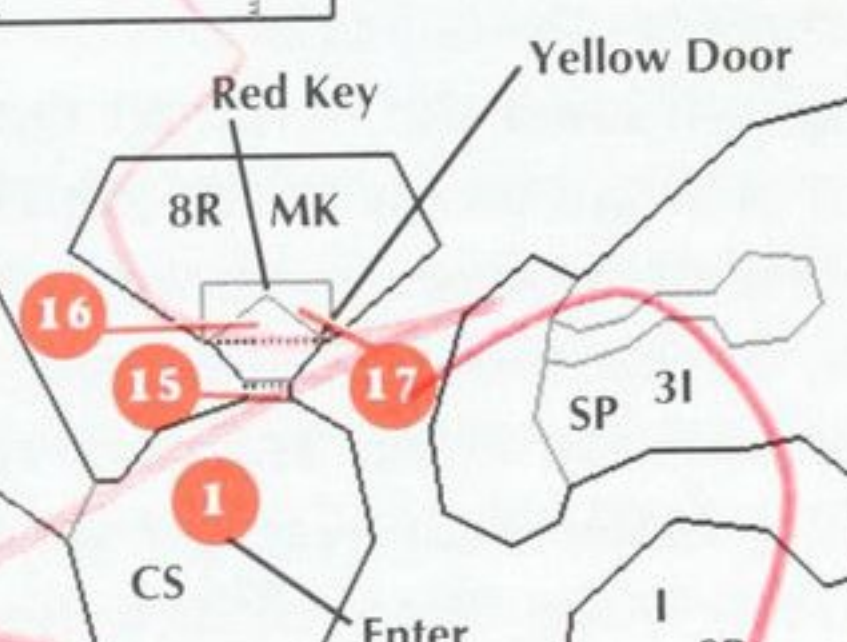 Yellow Door
Red Key
8R MK
16
15
17
3I
SP
1
CS
I
Enter